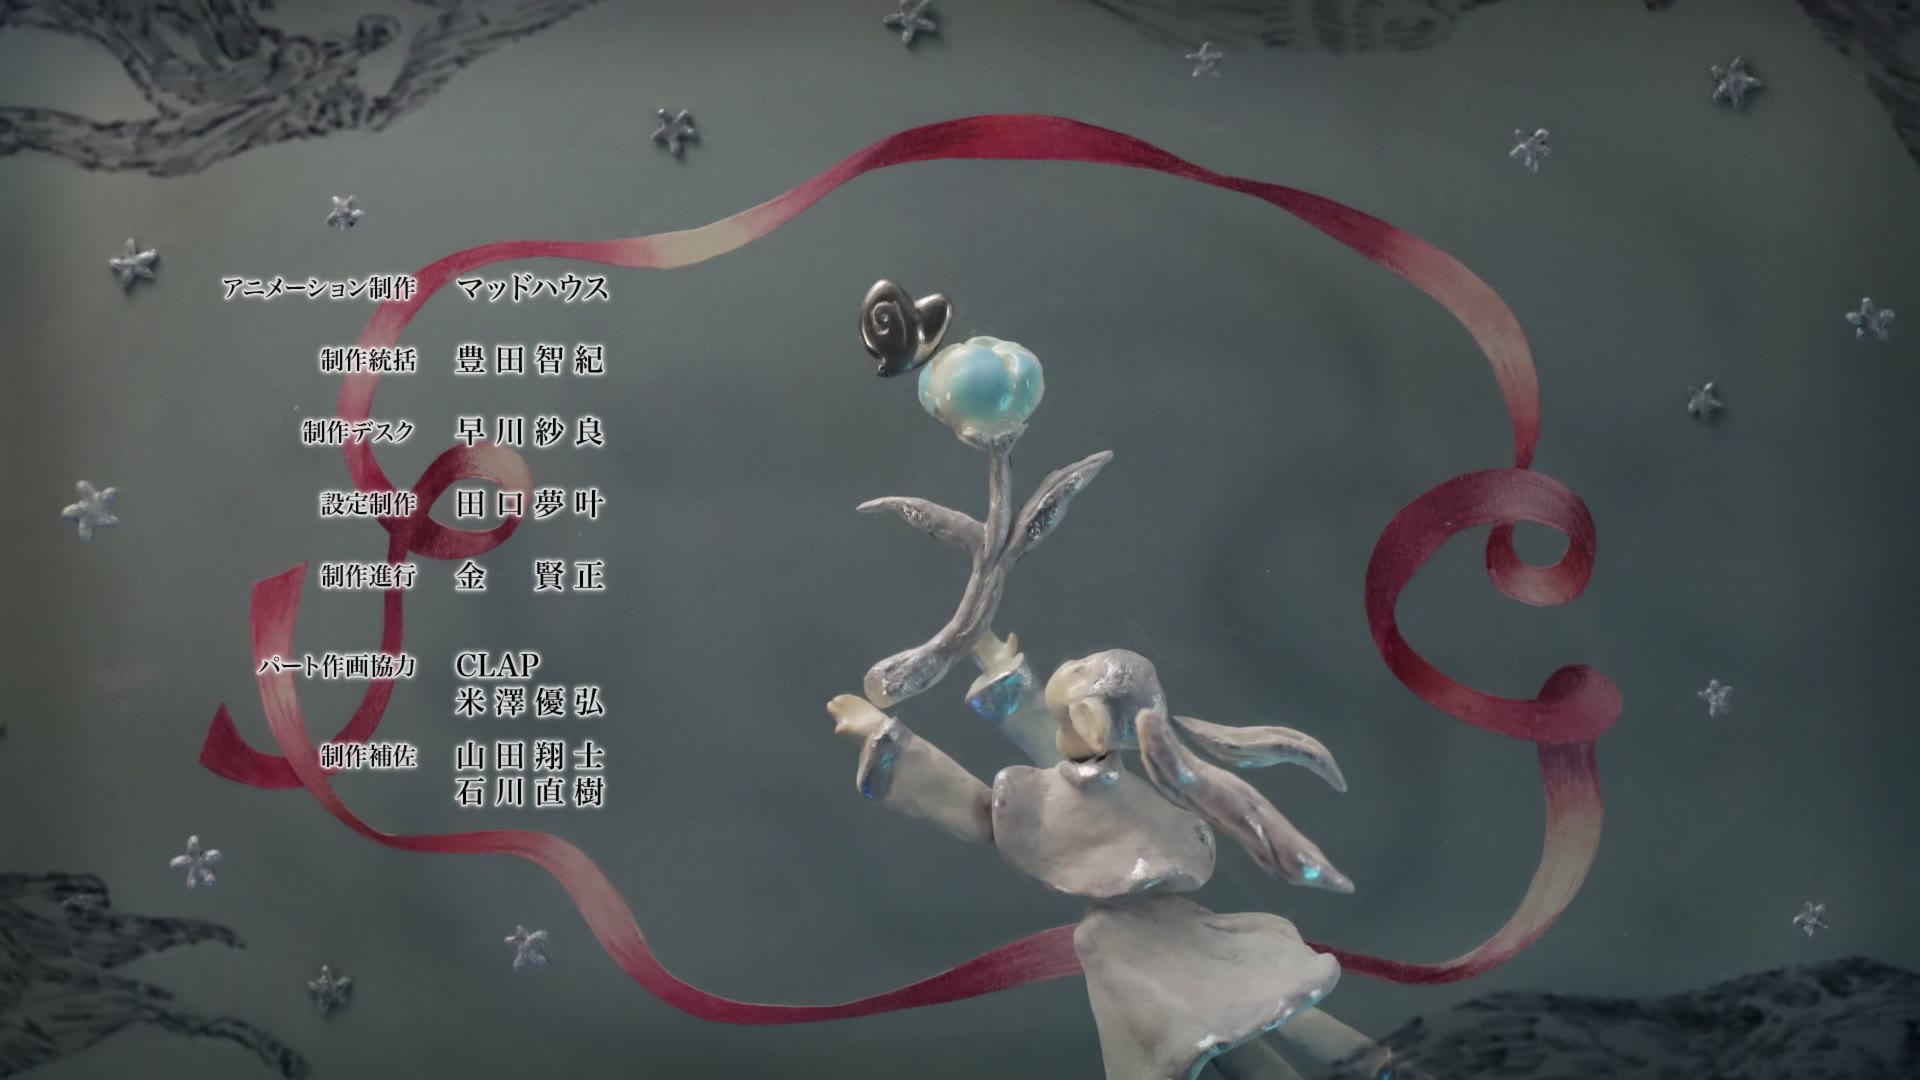 アニメーション制作 マッドハウス
制作統括 豊田智紀
制作デスク 早川紗良
設定制作 田口夢叶
制作進行 金 賢正
パート作画協力 CLAP
米澤優弘
制作補佐 山田翔士
石川直樹